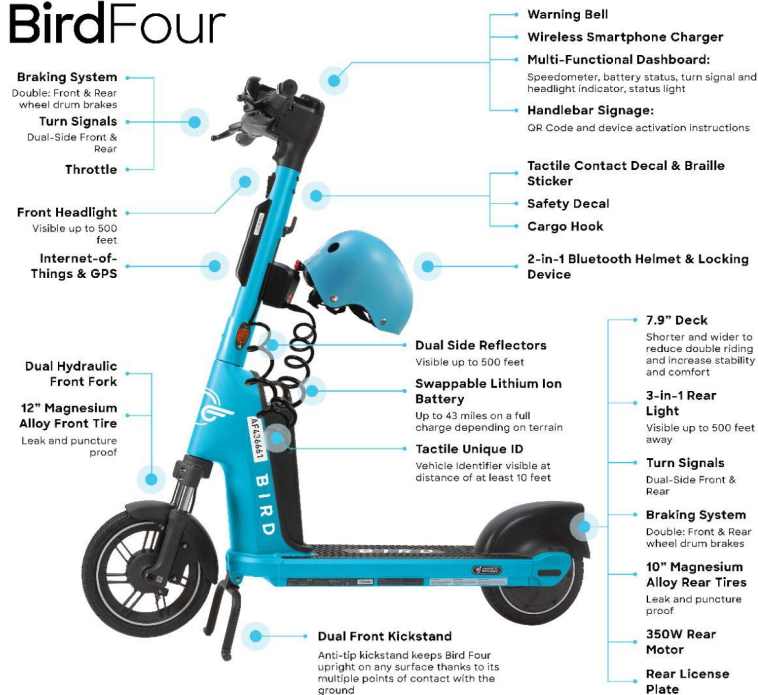 BirdFour
Braking System
Double: Front & Rear
wheel drum brakes
Turn Signals
Dual-Side Front &
Rear
Throttle
Front Headlight
Visible up to 500
feet
Internet-of-
Things & GPS
Dual Hydraulic
Front Fork
12” Magnesium
Alloy Front Tire
Leak and puncture
proof
Warning Bell
Wireless Smartphone Charger
Multi-Functional Dashboard:
Speedometer, battery status, turn signal and
headlight indicator, status light
Handlebar Signage:
QR Code and device activation instructions
Tactile Contact Decal & Braille
Sticker
Safety Decal
Cargo Hook
2-in-1 Bluetooth Helmet & Locking
Device
Dual Side Reflectors
Visible up to 500 feet
Swappable Lithium Ion
Battery
Up to 43 miles on a full
charge depending on terrain
Tactile Unique ID
Vehicle Identifier visible at
distance of at least 10 feet
7.9” Deck
Shorter and wider to
reduce double riding
and increase stability
and comfort
3-in-1 Rear
Light
Visible up to 500 feet
away
Turn Signals
Dual-Side Front &
Rear
Braking System
Double: Front & Rear
wheel drum brakes
10” Magnesium
Alloy Rear Tires
Leak and puncture
proof
350W Rear
Motor
Rear License
Plate
Dual Front Kickstand
Anti-tip kickstand keeps Bird Four
upright on any surface thanks to its
multiple points of contact with the
ground
AF436661
BIRD
BIRD